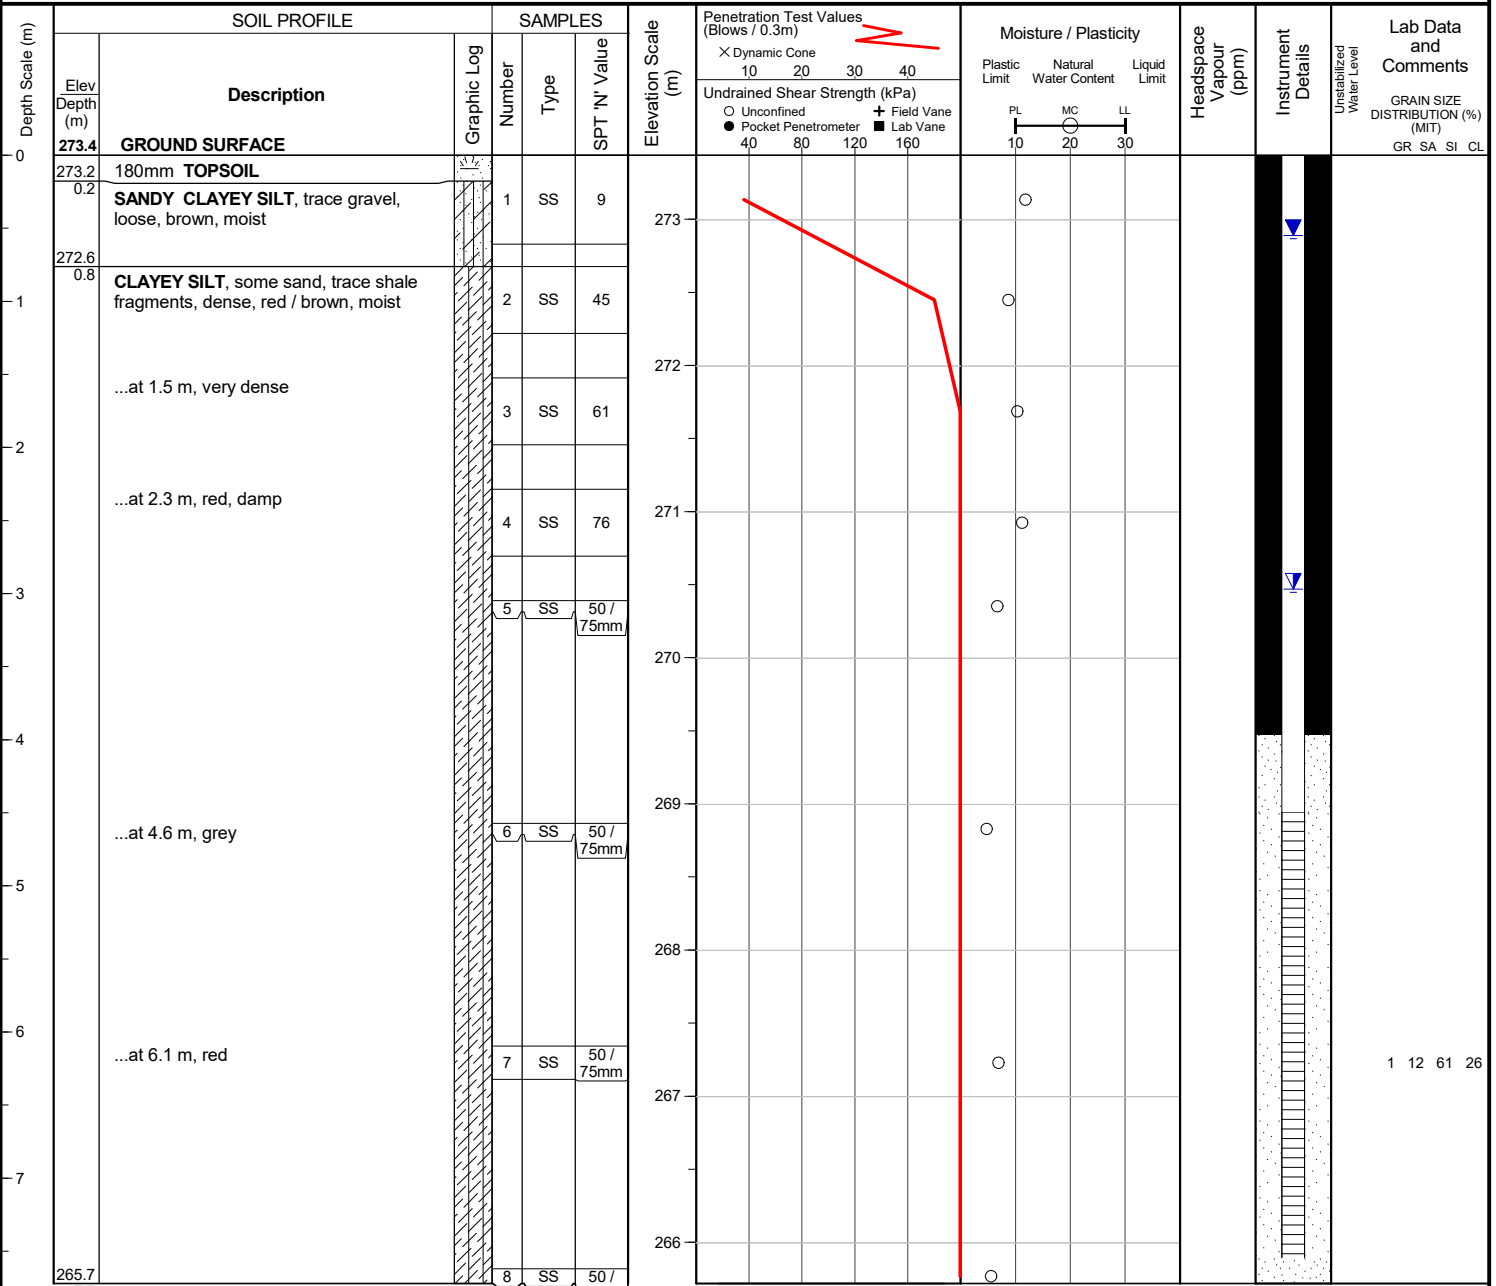 SOIL PROFILE
SAMPLES
Depth Scale (m)
Elev
Depth
(m)
Description
Graphic Log
Number
Type
SPT 'N' Value
Elevation Scale
(m)
Penetration Test Values
(Blows / 0.3m)
Dynamic Cone
10 20 30 40
Undrained Shear Strength (kPa)
Unconfined
Field Vane
Pocket Penetrometer
Lab Vane
40 80 120 160
Moisture / Plasticity
Plastic
Limit
Natural
Water Content
Liquid
Limit
PL MC LL
10 20 30
Headspace
Vapour
(ppm)
Instrument
Details
Unstabilized
Water Level
Lab Data
and
Comments
GRAIN SIZE
DISTRIBUTION (%)
(MIT)
GR SA SI CL
273.4 GROUND SURFACE
0
273.2 180mm TOPSOIL
0.2
SANDY CLAYEY SILT, trace gravel,
loose, brown, moist
1 SS 9
273
272.6
0.8
CLAYEY SILT, some sand, trace shale
fragments, dense, red / brown, moist
1
2 SS 45
272
...at 1.5 m, very dense
3 SS 61
2
...at 2.3 m, red, damp
4 SS 76
271
3
5 SS 50 /
75mm
270
4
269
...at 4.6 m, grey
6 SS 50 /
75mm
5
268
6
...at 6.1 m, red
7 SS 50 /
75mm
1 12 61 26
267
7
266
265.7
8 SS 50 /